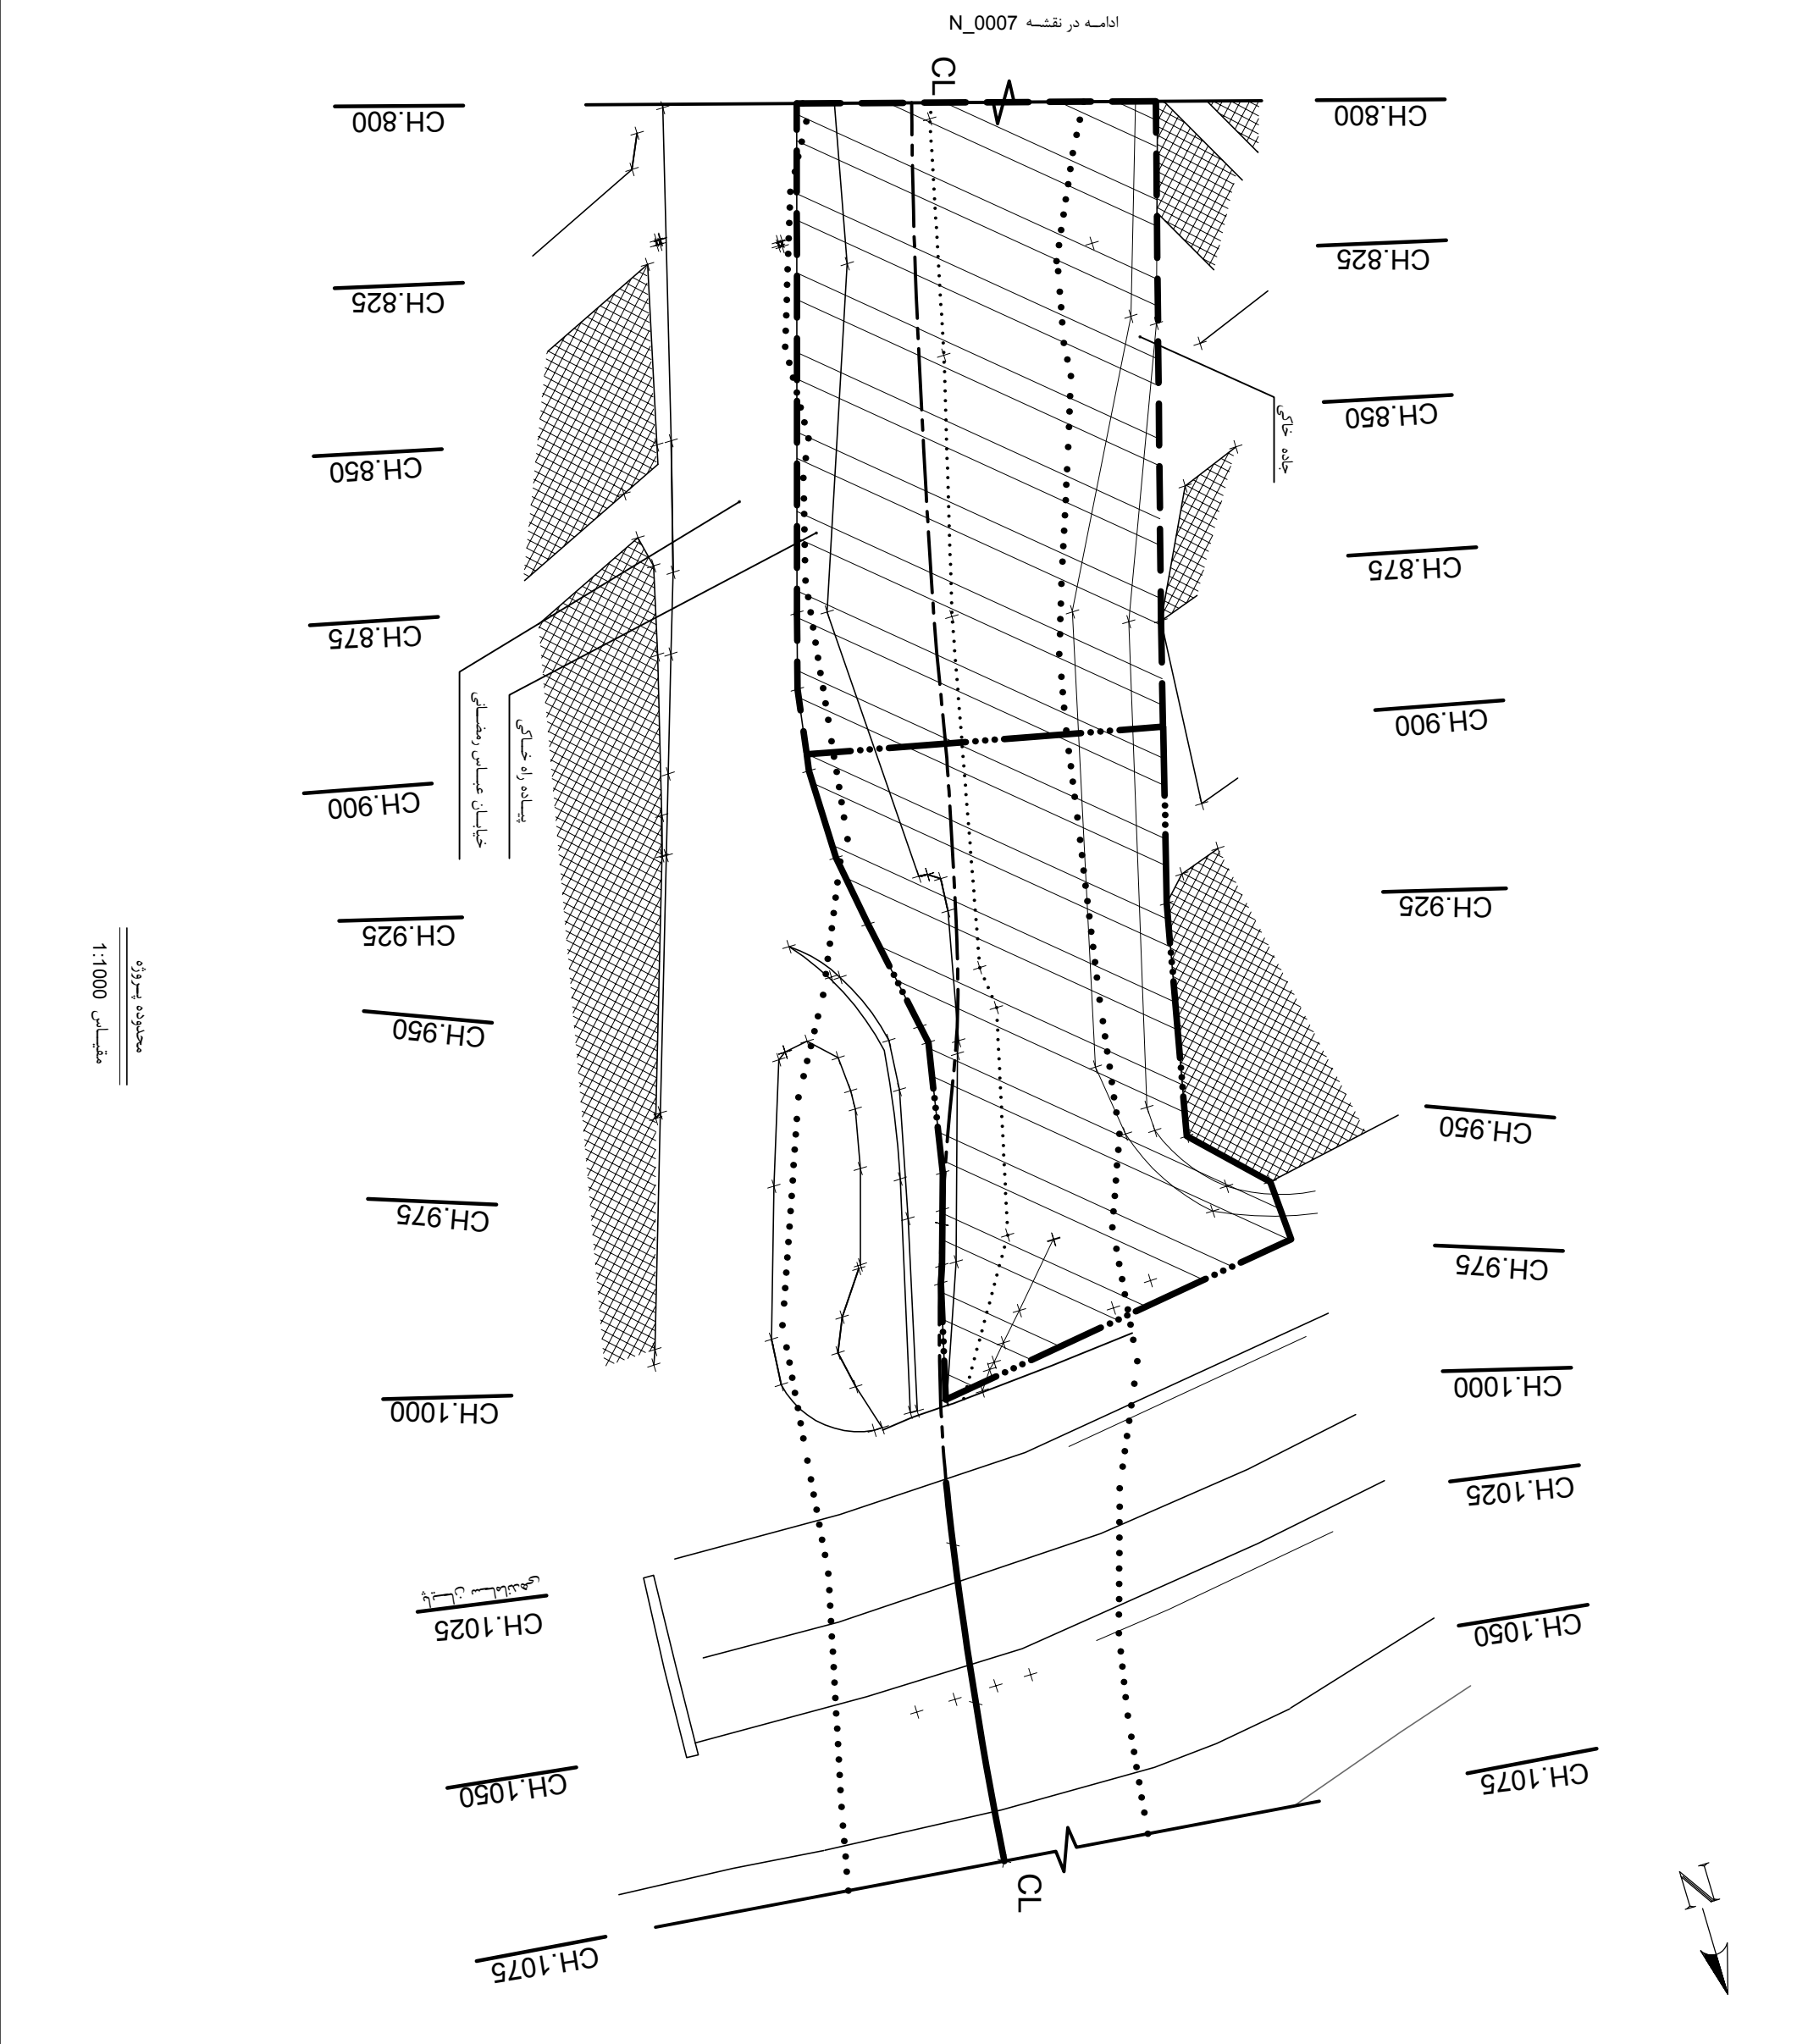 ادامه در نقشه N_0007
CL
CH.800
CH.800
CH.825
CH.825
CH.850
CH.850
جاده خاکی
CH.875
CH.875
خیابان عباس رمضانی
پیاده راه خاکی
CH.900
CH.900
CH.925
CH.925
محدوده پروژه
مقیاس 1:1000
CH.950
CH.950
CH.975
CH.975
CH.1000
CH.1000
CH.1025
پایان ساماندهی
CH.1025
CH.1050
CH.1050
CH.1075
CL
N
CH.1075